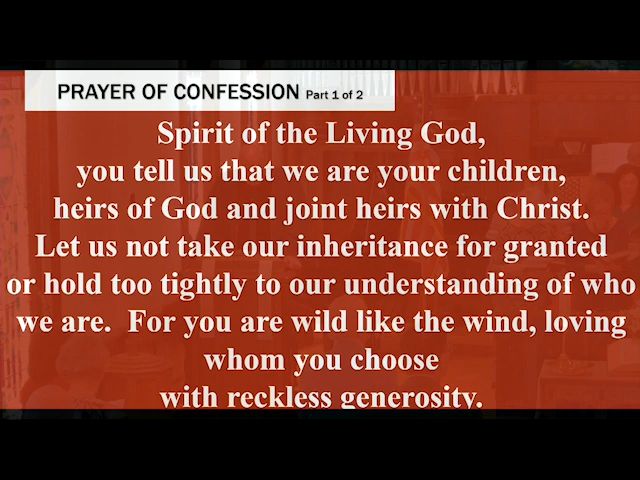 PRAYER OF CONFESSION Part 1 of 2
Spirit of the Living God,
you tell us that we are your children,
heirs of God and joint heirs with Christ.
Let us not take our inheritance for granted
or hold too tightly to our understanding of who
we are.  For you are wild like the wind, loving
whom you choose
with reckless generosity.